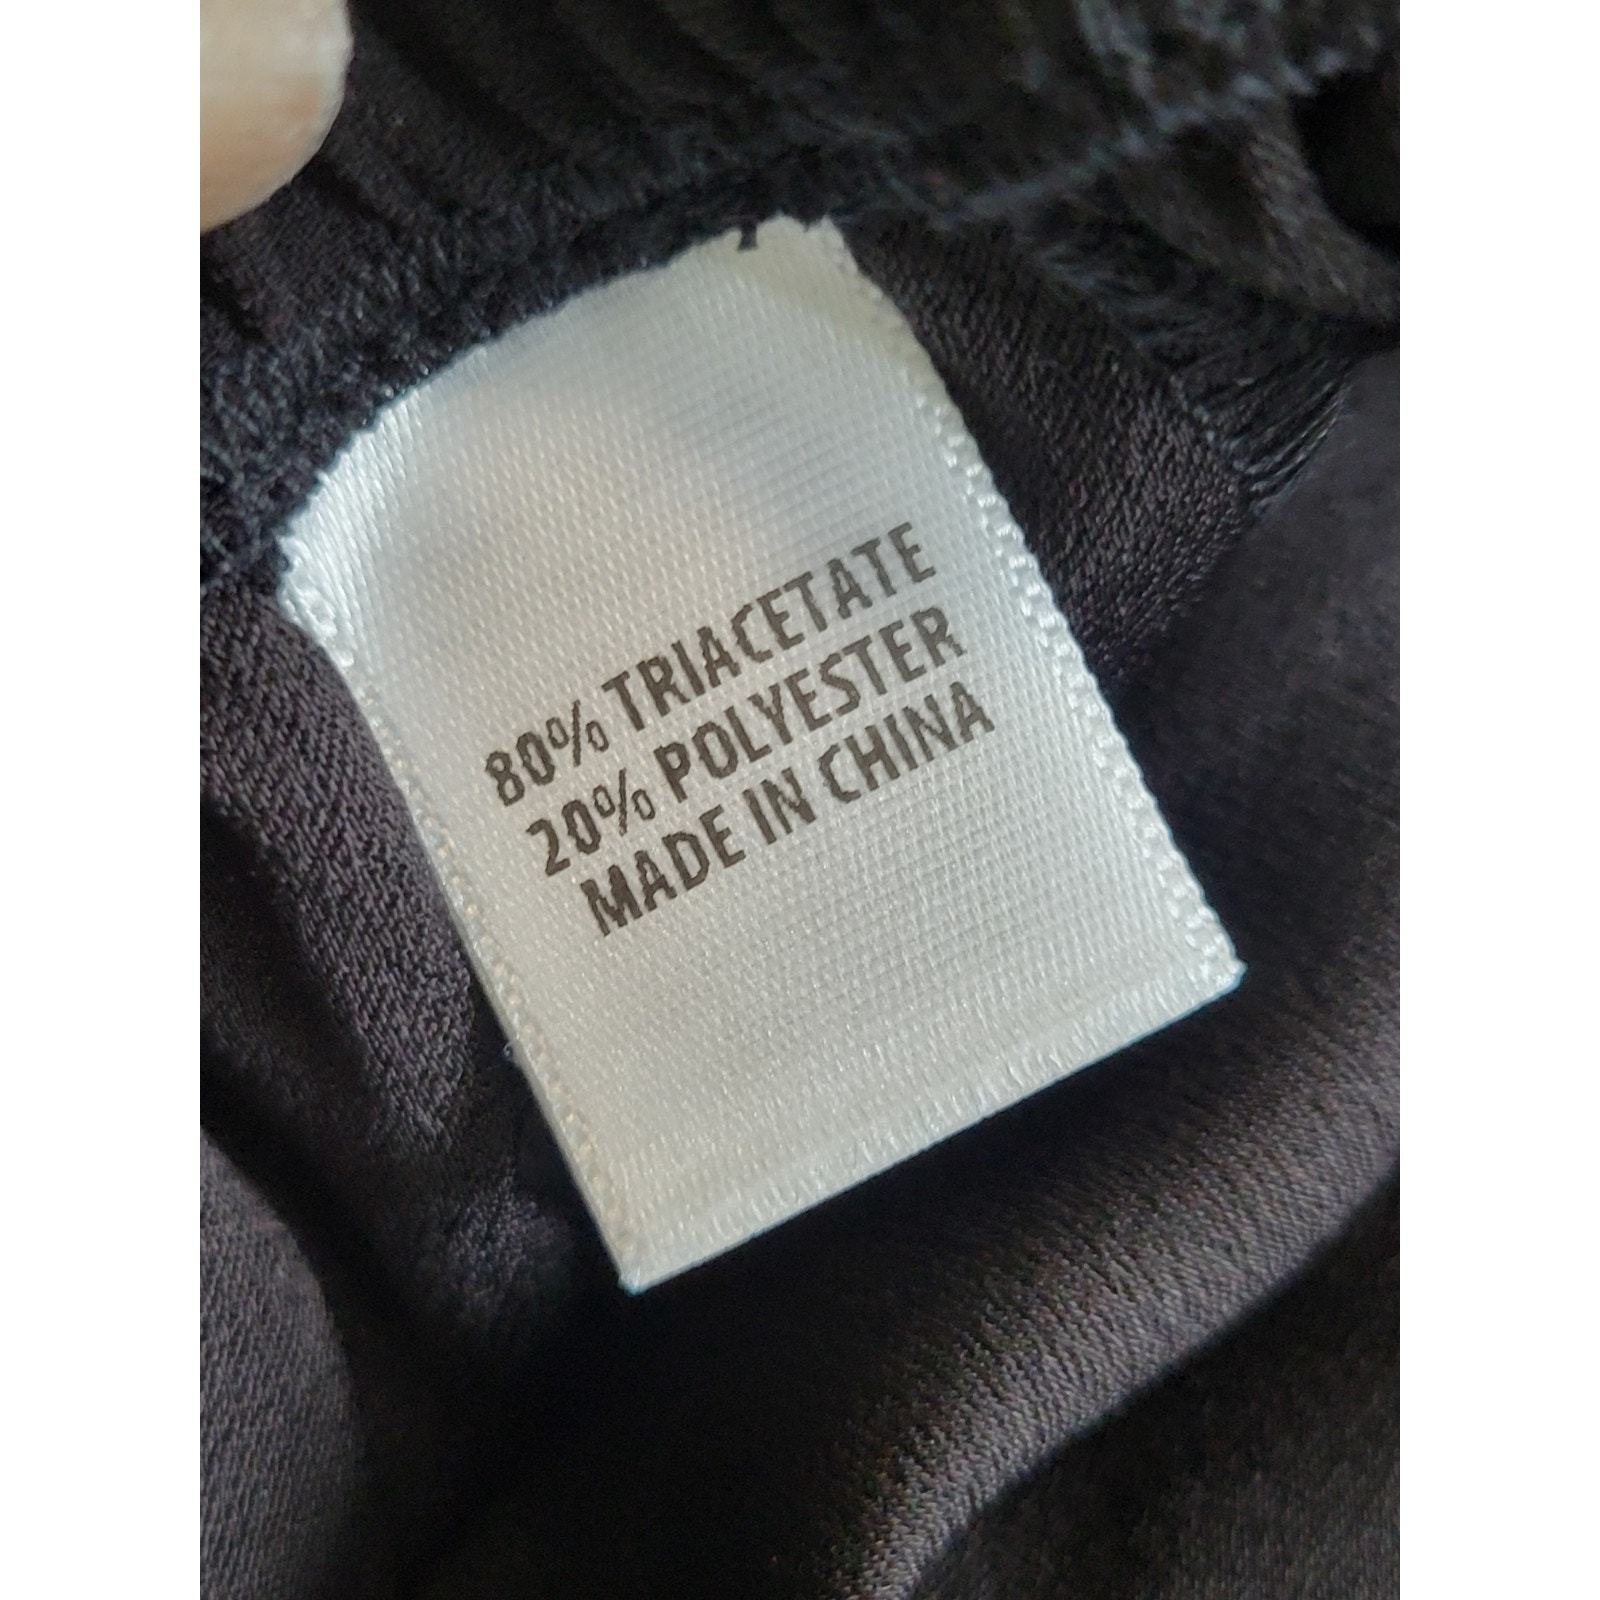 80% TRIACETATE
20% POLYESTER
MADE IN CHINA